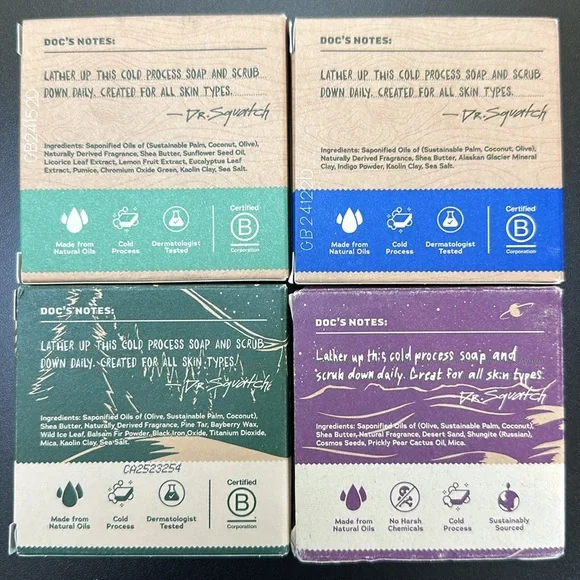 DOC'S NOTES:
LATHER UP THIS COLD PROCESS SOAP AND SCRUB
DOWN DAILY. CREATED FOR ALL SKIN TYPES.
— DR. Squatch
Ingredients: Saponified Oils of (Sustainable Palm, Coconut, Olive),
Naturally Derived Fragrance, Shea Butter, Sunflower Seed Oil,
Licorice Leaf Extract, Lemon Fruit Extract, Eucalyptus Leaf
Extract, Pumice, Chromium Oxide Green, Kaolin Clay, Sea Salt.
Made from
Natural Oils
Cold
Process
Dermatologist
Tested
Certified
B
Corporation
DOC'S NOTES:
LATHER UP THIS COLD PROCESS SOAP AND SCRUB
DOWN DAILY. CREATED FOR ALL SKIN TYPES.
— DR. Squatch
Ingredients: Saponified Oils of (Sustainable Palm, Coconut, Olive),
Naturally Derived Fragrance, Shea Butter, Alaskan Glacier Mineral
Clay, Indigo Powder, Kaolin Clay, Sea Salt.
Made from
Natural Oils
Cold
Process
Dermatologist
Tested
Certified
B
Corporation
DOC'S NOTES:
LATHER UP THIS COLD PROCESS SOAP AND SCRUB
DOWN DAILY. CREATED FOR ALL SKIN TYPES.
— DR. Squatch
Ingredients: Saponified Oils of (Olive, Sustainable Palm, Coconut),
Shea Butter, Naturally Derived Fragrance, Pine Tar, Bayberry Wax,
Wild Ice Leaf, Balsam Fir Powder, Black Iron Oxide, Titanium Dioxide,
Mica, Kaolin Clay, Sea Salt.
CA2523254
Made from
Natural Oils
Cold
Process
Dermatologist
Tested
Certified
B
Corporation
DOC'S NOTES:
Lather up this cold process soap and
scrub down daily. Great for all skin types
DR. Squatch
Ingredients: Saponified Oils of (Olive, Sustainable Palm, Coconut),
Shea Butter, Natural Fragrance, Desert Sand, Shungite (Russian),
Cosmos Seeds, Prickly Pear Cactus Oil, Mica.
Made from
Natural Oils
No Harsh
Chemicals
Cold
Process
Sustainably
Sourced